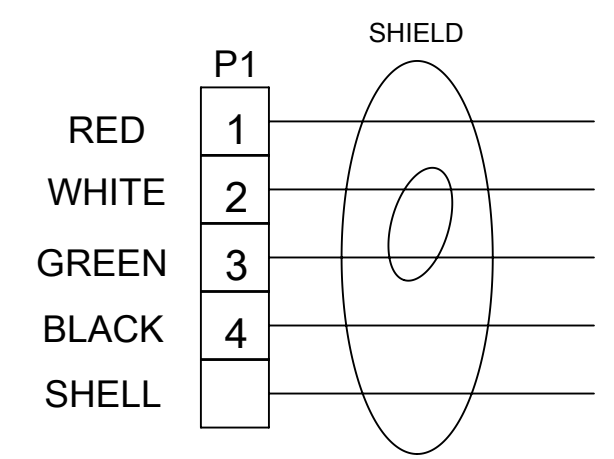 SHIELD
P1
RED 1
WHITE 2
GREEN 3
BLACK 4
SHELL